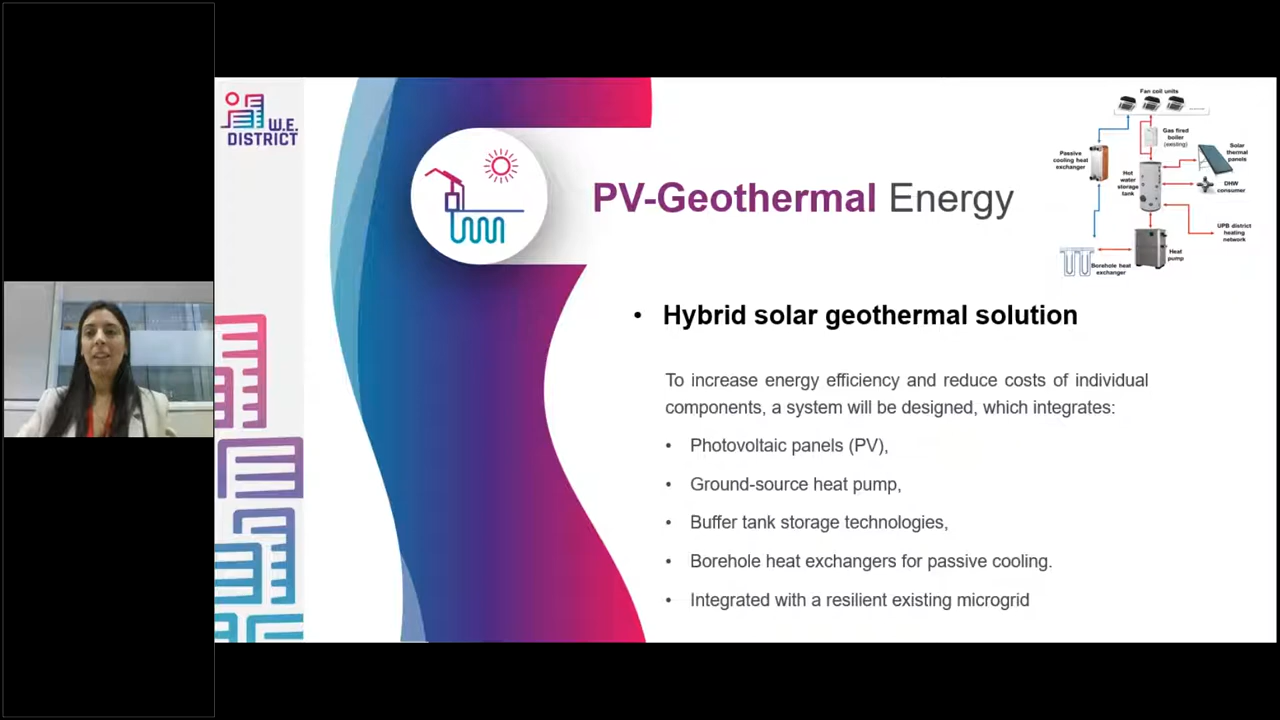 W.E.
DISTRICT
PV-Geothermal Energy
Fan coil units
Gas fired
boiler
(existing)
Passive
cooling heat
exchanger
Solar
thermal
panels
Hot
water
storage
tank
DHW
consumer
UPB district
heating
network
Heat
pump
Borehole heat
exchanger
• Hybrid solar geothermal solution
To increase energy efficiency and reduce costs of individual
components, a system will be designed, which integrates:
• Photovoltaic panels (PV),
• Ground-source heat pump,
• Buffer tank storage technologies,
• Borehole heat exchangers for passive cooling.
• Integrated with a resilient existing microgrid